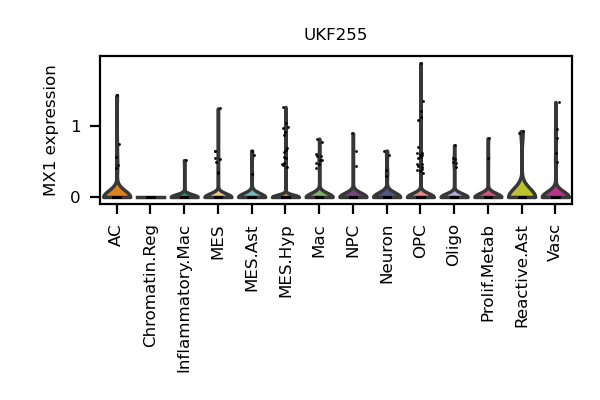 UKF255
MX1 expression
1
0
AC
Chromatin.Reg
Inflammatory.Mac
MES
MES.Ast
MES.Hyp
Mac
NPC
Neuron
OPC
Oligo
Prolif.Metab
Reactive.Ast
Vasc